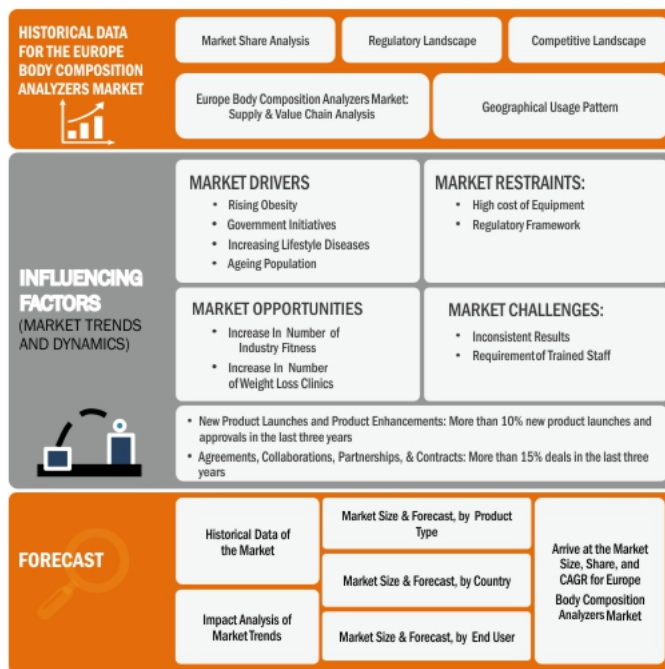 HISTORICAL DATA
FOR THE EUROPE
BODY COMPOSITION
ANALYZERS MARKET
Market Share Analysis
Regulatory Landscape
Competitive Landscape
Europe Body Composition Analyzers Market:
Supply & Value Chain Analysis
Geographical Usage Pattern
INFLUENCING
FACTORS
(MARKET TRENDS
AND DYNAMICS)
MARKET DRIVERS
• Rising Obesity
• Government Initiatives
• Increasing Lifestyle Diseases
• Ageing Population
MARKET RESTRAINTS:
• High cost of Equipment
• Regulatory Framework
MARKET OPPORTUNITIES
• Increase In Number of
Industry Fitness
• Increase In Number
of Weight Loss Clinics
MARKET CHALLENGES:
• Inconsistent Results
• Requirement of Trained Staff
• New Product Launches and Product Enhancements: More than 10% new product launches and
approvals in the last three years
• Agreements, Collaborations, Partnerships, & Contracts: More than 15% deals in the last three
years
FORECAST
Historical Data of
the Market
Impact Analysis of
Market Trends
Market Size & Forecast, by Product
Type
Market Size & Forecast, by Country
Market Size & Forecast, by End User
Arrive at the Market
Size, Share, and
CAGR for Europe
Body Composition
Analyzers Market